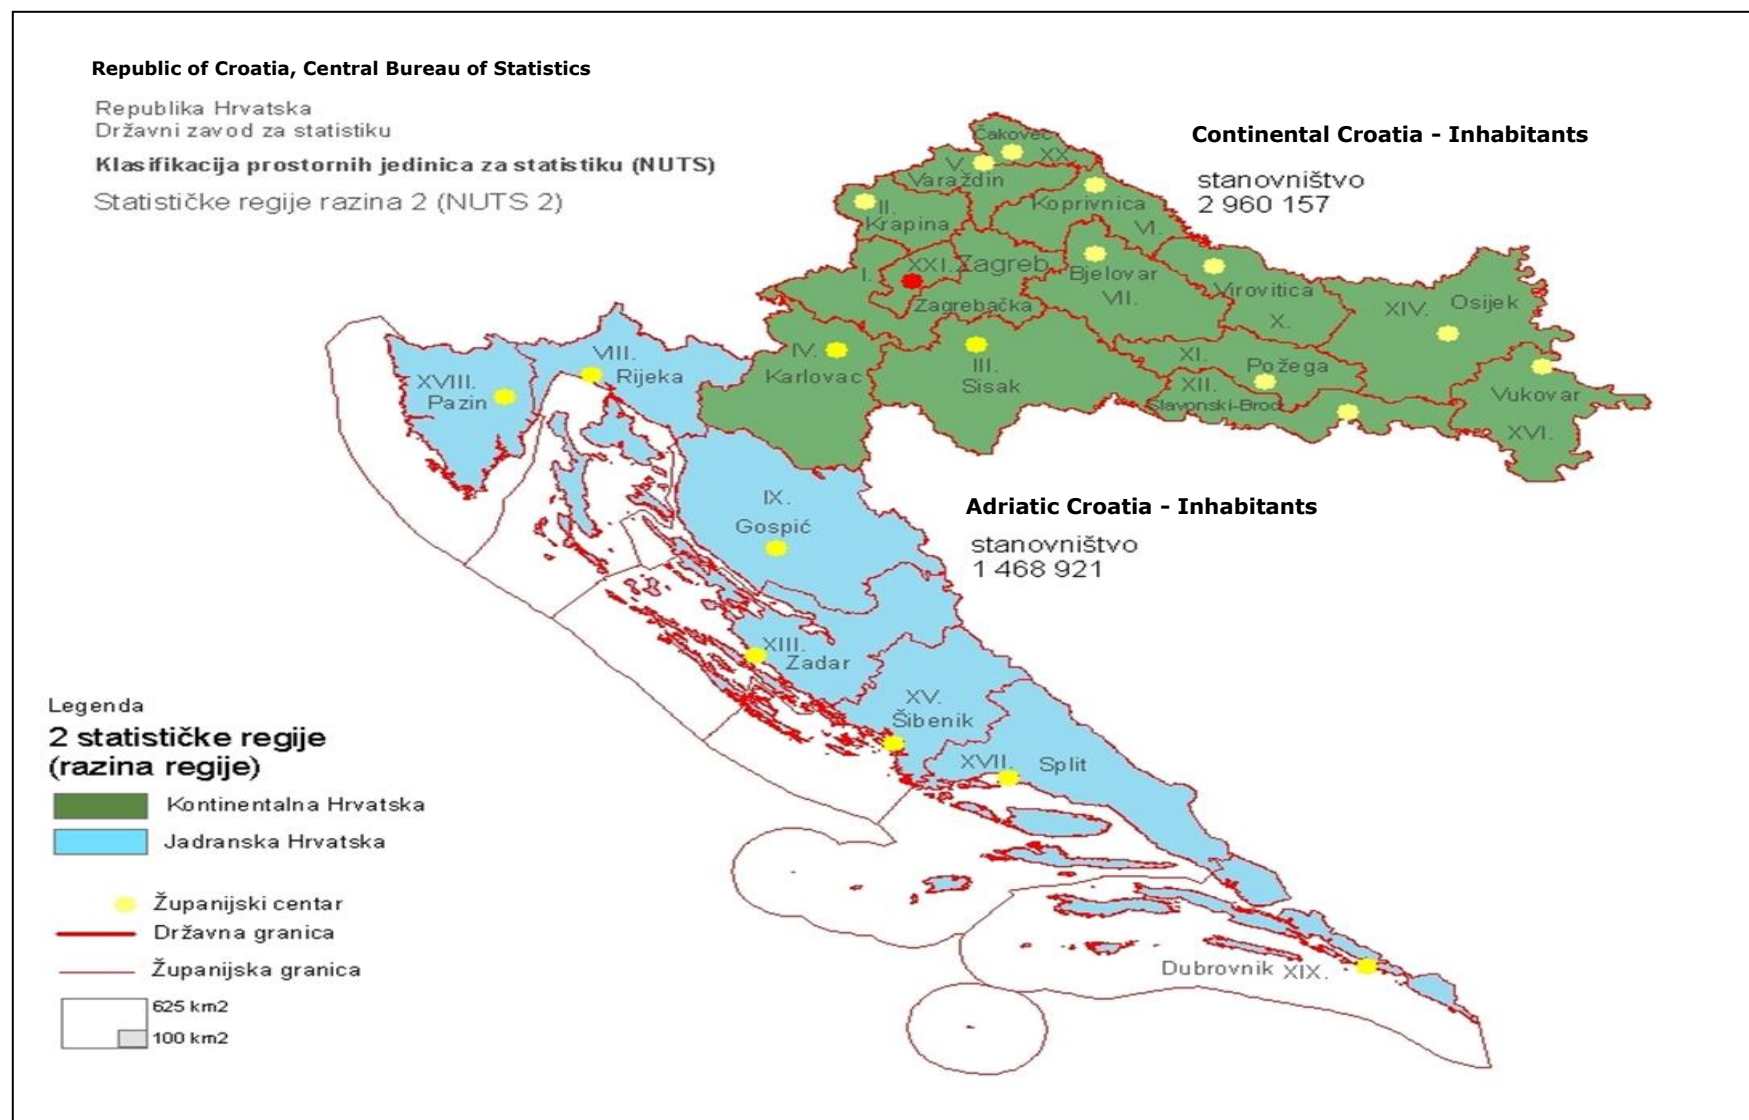 Republic of Croatia, Central Bureau of Statistics
Republika Hrvatska
Državni zavod za statistiku
Klasifikacija prostornih jedinica za statistiku (NUTS)
Statističke regije razina 2 (NUTS 2)
Continental Croatia - Inhabitants
stanovništvo
2 960 157
Čakovec
XX.
V.
Varaždin
Koprivnica
VI.
II.
Krapina
I.
XXI.
Zagreb
Zagrebačka
Bjelovar
VII.
Virovitica
X.
XIV.
Osijek
IV.
Karlovac
III.
Sisak
XI.
Požega
XII.
Slavonski-Brod
Vukovar
XVI.
VIII.
Rijeka
XVIII.
Pazin
IX.
Gospić
Adriatic Croatia - Inhabitants
stanovništvo
1 468 921
XIII.
Zadar
XV.
Šibenik
XVII.
Split
Dubrovnik XIX.
Legenda
2 statističke regije
(razina regije)
Kontinentalna Hrvatska
Jadranska Hrvatska
Županijski centar
Državna granica
Županijska granica
625 km2
100 km2